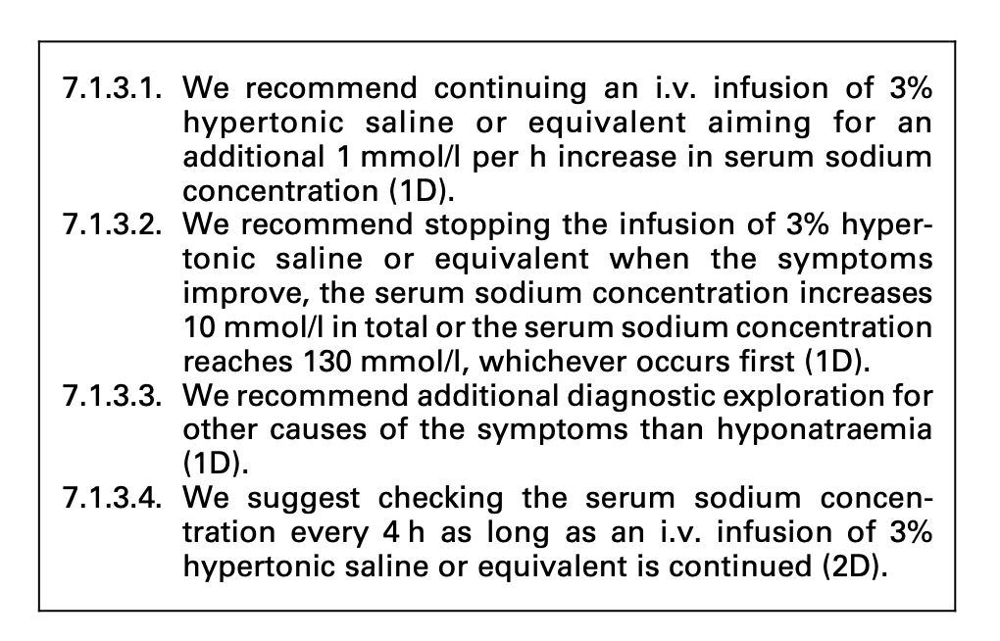 7.1.3.1. We recommend continuing an i.v. infusion of 3%
hypertonic saline or equivalent aiming for an
additional 1 mmol/l per h increase in serum sodium
concentration (1D).
7.1.3.2. We recommend stopping the infusion of 3% hyper-
tonic saline or equivalent when the symptoms
improve, the serum sodium concentration increases
10 mmol/l in total or the serum sodium concentration
reaches 130 mmol/l, whichever occurs first (1D).
7.1.3.3. We recommend additional diagnostic exploration for
other causes of the symptoms than hyponatraemia
(1D).
7.1.3.4. We suggest checking the serum sodium concen-
tration every 4 h as long as an i.v. infusion of 3%
hypertonic saline or equivalent is continued (2D).